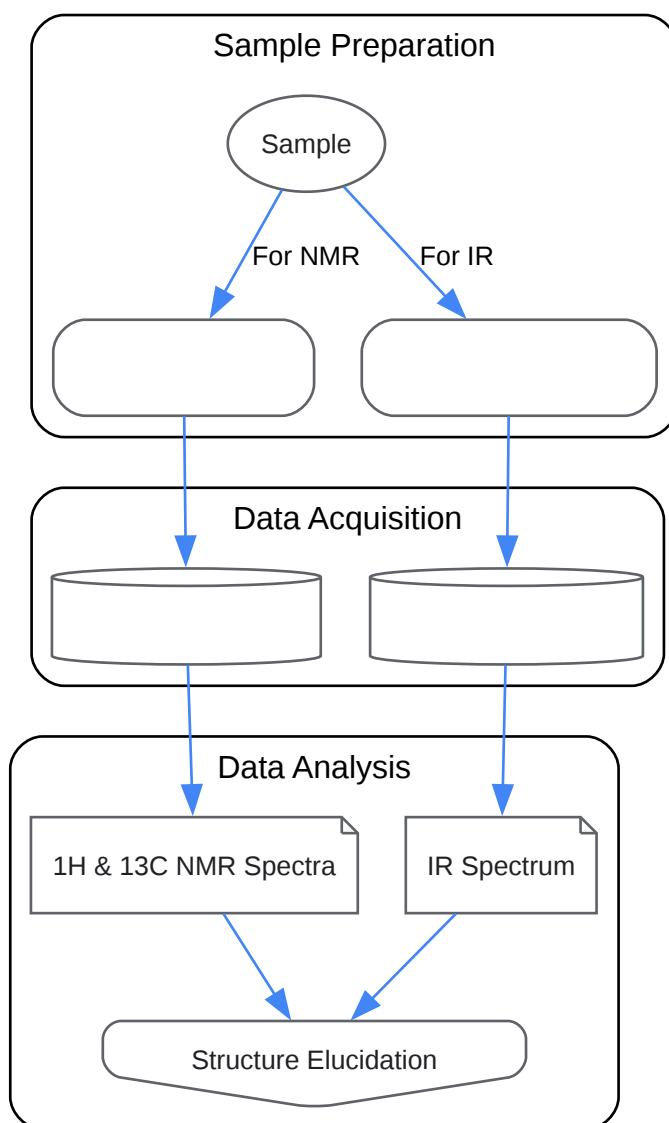 Sample Preparation
Sample
For NMR
For IR
Data Acquisition
Data Analysis
1H & 13C NMR Spectra
IR Spectrum
Structure Elucidation